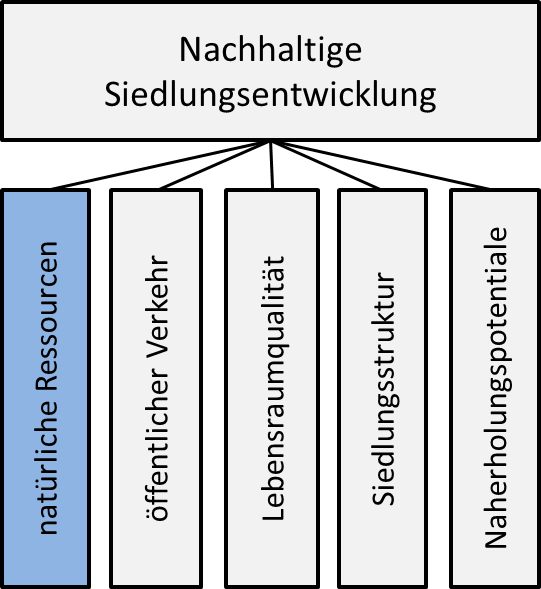 Nachhaltige
Siedlungsentwicklung
natürliche Ressourcen
öffentlicher Verkehr
Lebensraumqualität
Siedlungsstruktur
Naherholungspotentiale